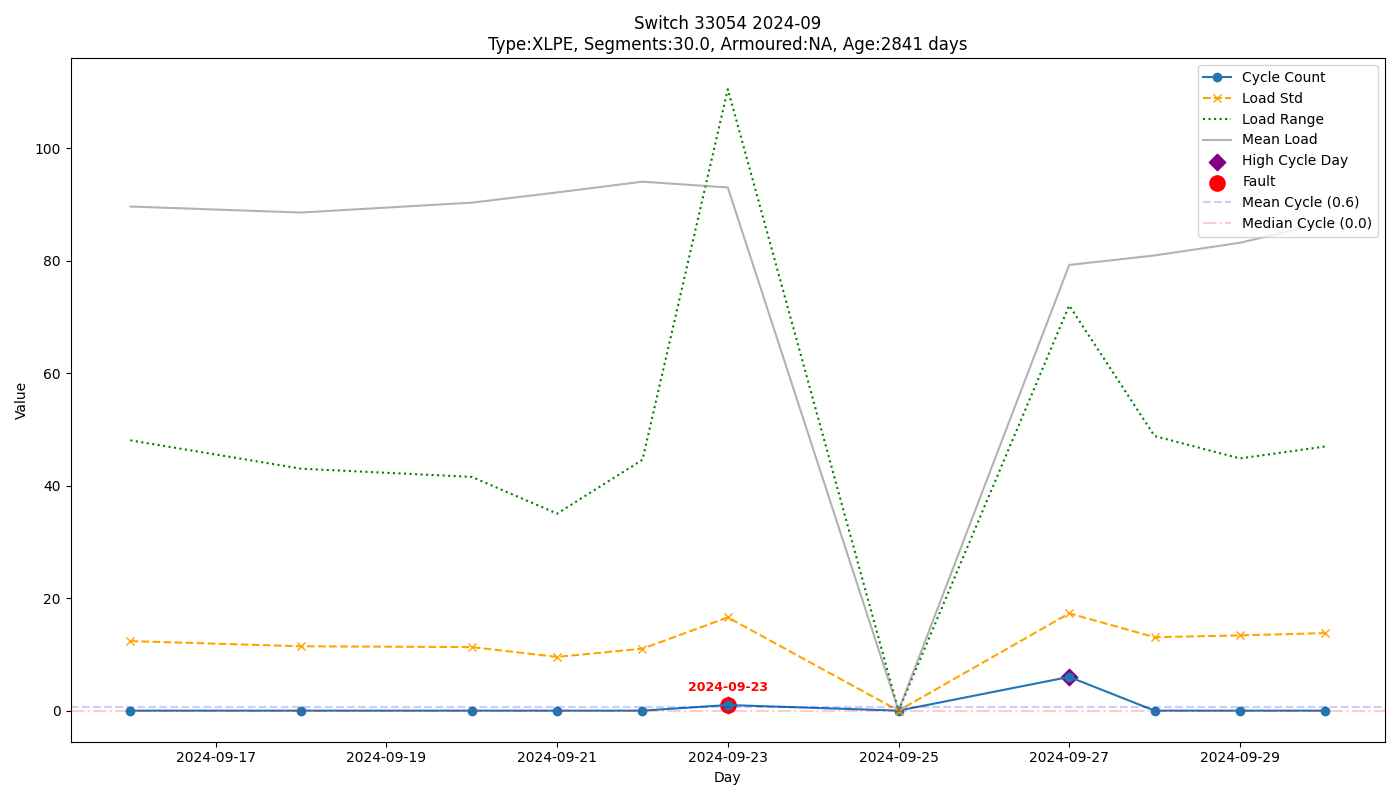 Switch 33054 2024-09
Type:XLPE, Segments:30.0, Armoured:NA, Age:2841 days
Cycle Count
Load Std
Load Range
Mean Load
High Cycle Day
Fault
Mean Cycle (0.6)
Median Cycle (0.0)
Value
100
80
60
40
20
0
2024-09-23
2024-09-17
2024-09-19
2024-09-21
2024-09-23
2024-09-25
2024-09-27
2024-09-29
Day